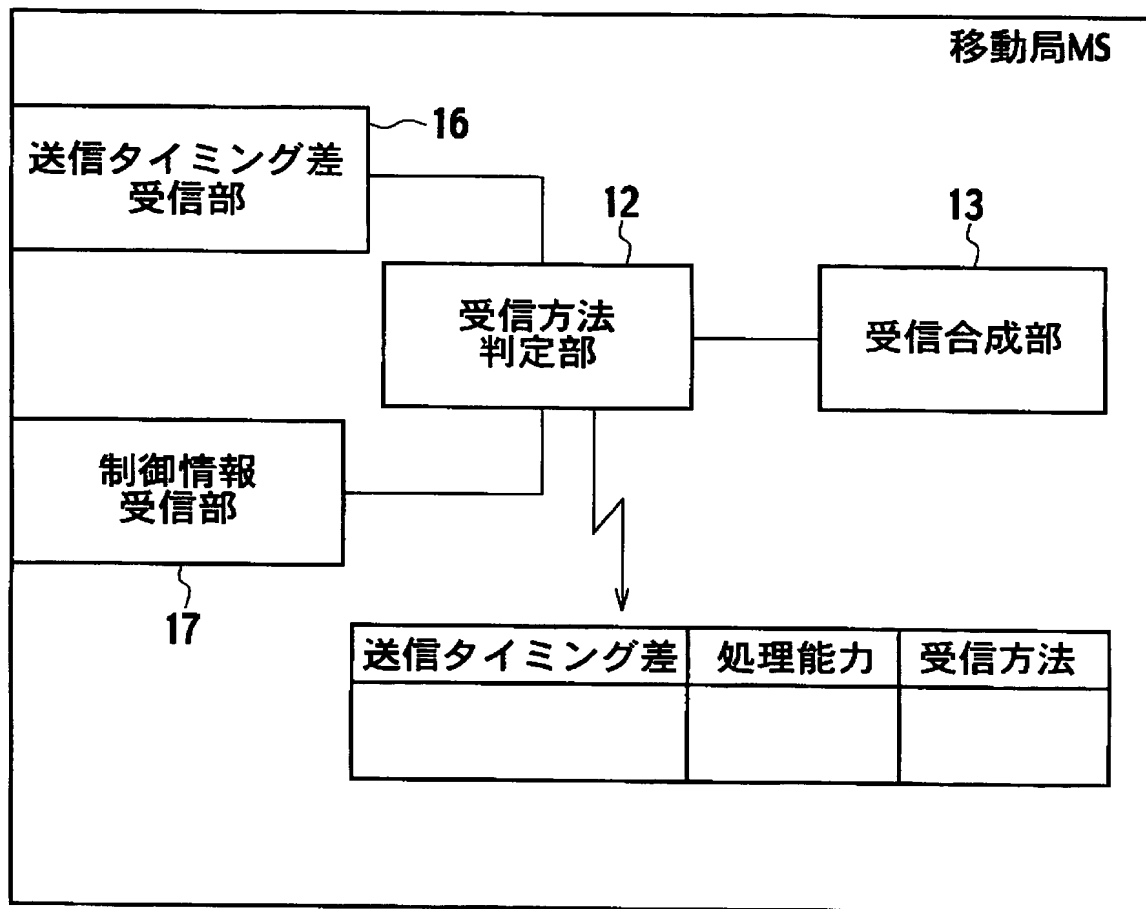 移動局MS
16
送信タイミング差
受信部
12
13
受信方法
判定部
受信合成部
制御情報
受信部
17
送信タイミング差 処理能力 受信方法